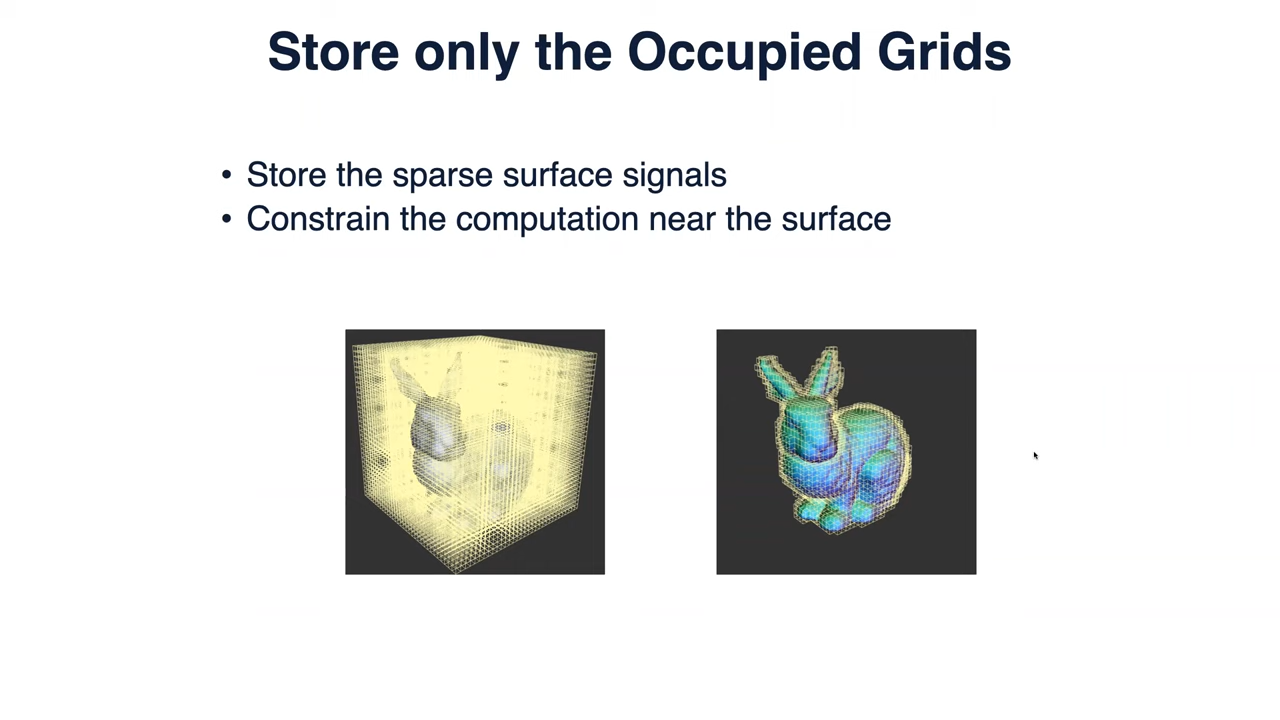 Store only the Occupied Grids
• Store the sparse surface signals
• Constrain the computation near the surface